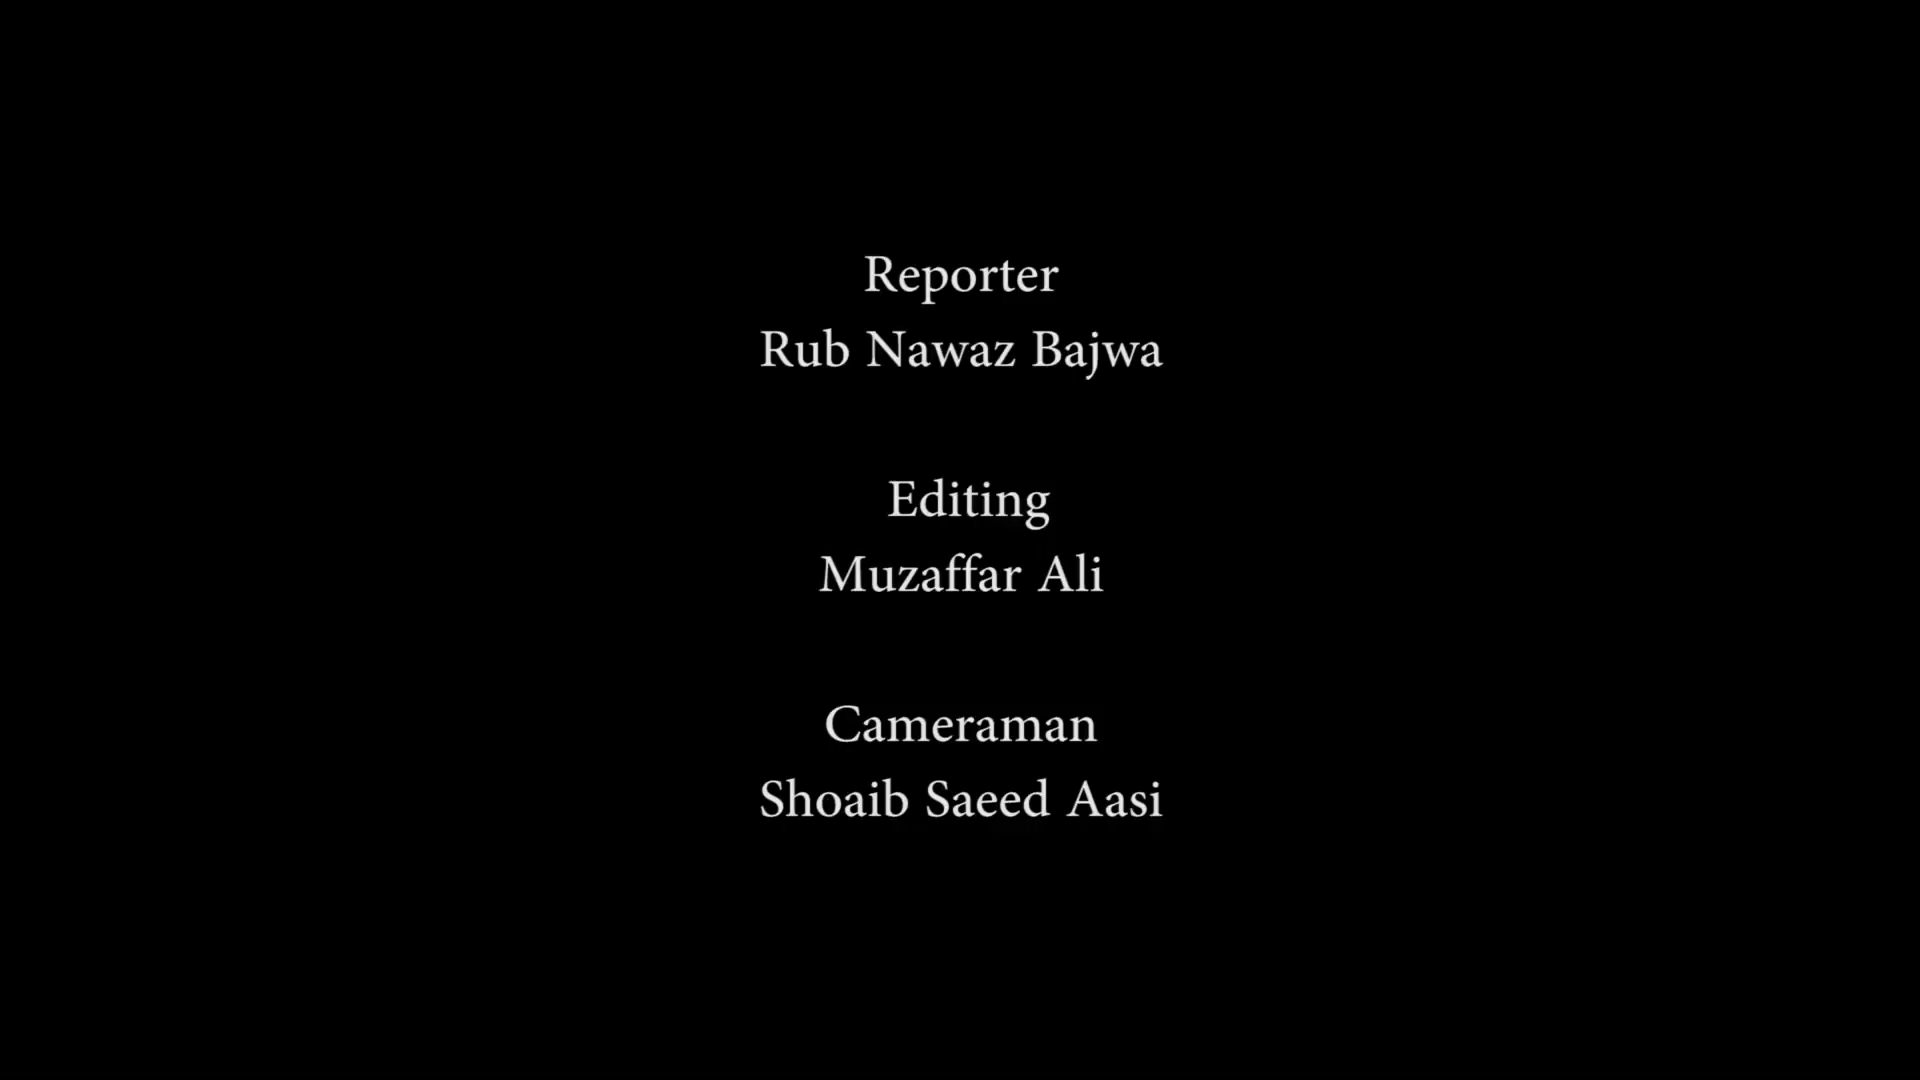 Reporter
Rub Nawaz Bajwa
Editing
Muzaffar Ali
Cameraman
Shoaib Saeed Aasi